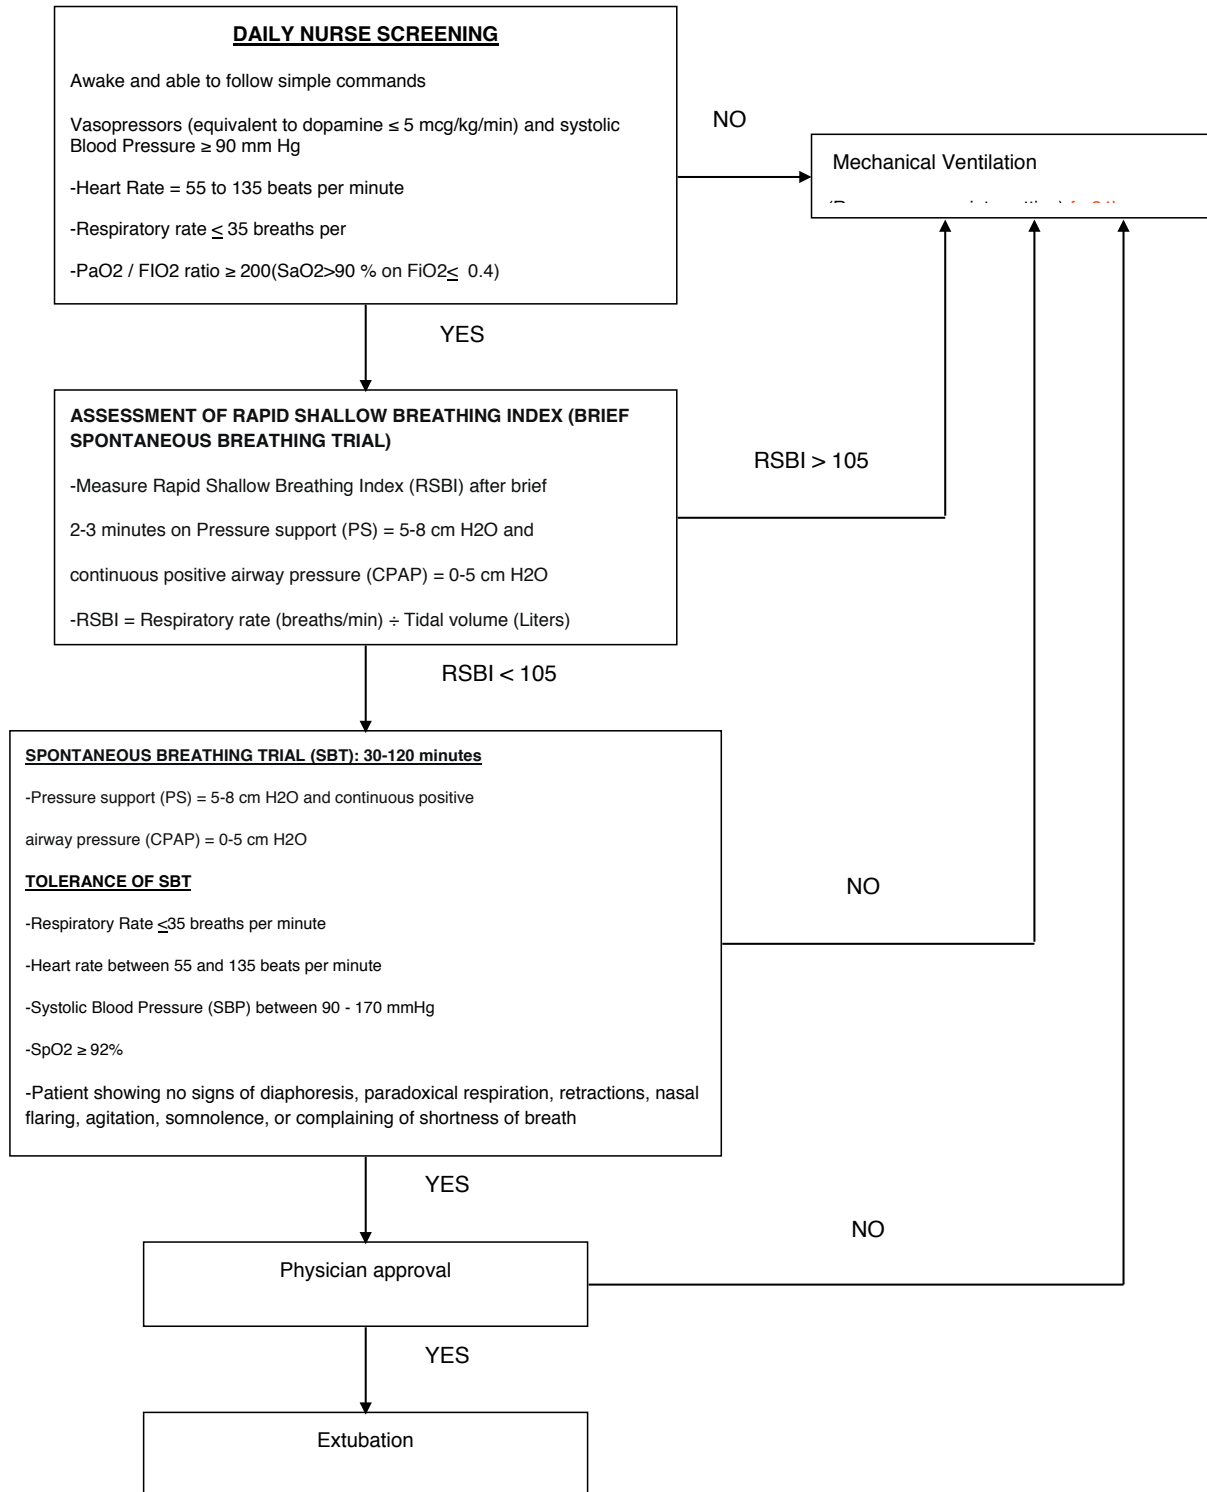 DAILY NURSE SCREENING
Awake and able to follow simple commands
Vasopressors (equivalent to dopamine ≤ 5 mcg/kg/min) and systolic
Blood Pressure ≥ 90 mm Hg
-Heart Rate = 55 to 135 beats per minute
-Respiratory rate ≤ 35 breaths per
-PaO2 / FIO2 ratio ≥ 200(SaO2>90 % on FiO2≤ 0.4)
NO
Mechanical Ventilation
YES
ASSESSMENT OF RAPID SHALLOW BREATHING INDEX (BRIEF
SPONTANEOUS BREATHING TRIAL)
-Measure Rapid Shallow Breathing Index (RSBI) after brief
2-3 minutes on Pressure support (PS) = 5-8 cm H2O and
continuous positive airway pressure (CPAP) = 0-5 cm H2O
-RSBI = Respiratory rate (breaths/min) ÷ Tidal volume (Liters)
RSBI > 105
RSBI < 105
SPONTANEOUS BREATHING TRIAL (SBT): 30-120 minutes
-Pressure support (PS) = 5-8 cm H2O and continuous positive
airway pressure (CPAP) = 0-5 cm H2O
TOLERANCE OF SBT
-Respiratory Rate ≤35 breaths per minute
-Heart rate between 55 and 135 beats per minute
-Systolic Blood Pressure (SBP) between 90 - 170 mmHg
-SpO2 ≥ 92%
-Patient showing no signs of diaphoresis, paradoxical respiration, retractions, nasal
flaring, agitation, somnolence, or complaining of shortness of breath
NO
YES
NO
Physician approval
YES
Extubation